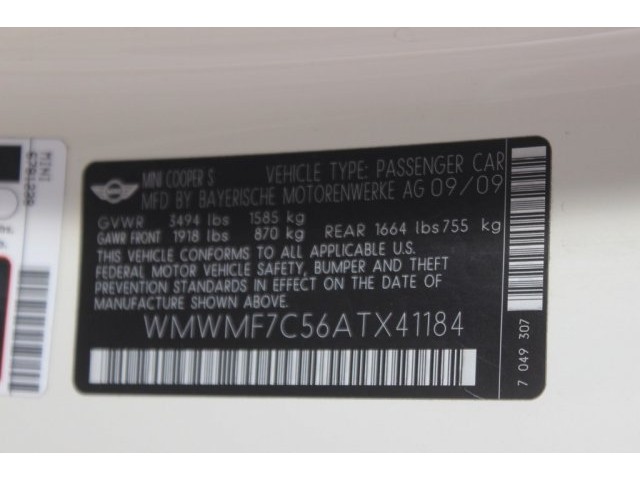 MINI COOPER S VEHICLE TYPE: PASSENGER CAR
MFD BY BAYERISCHE MOTORENWERKE AG 09/09
GVWR 3494 lbs 1585 kg
GAWR FRONT 1918 lbs 870 kg REAR 1664 lbs 755 kg
THIS VEHICLE CONFORMS TO ALL APPLICABLE U.S.
FEDERAL MOTOR VEHICLE SAFETY, BUMPER AND THEFT
PREVENTION STANDARDS IN EFFECT ON THE DATE OF
MANUFACTURE SHOWN ABOVE.
WMWMF7C56ATX41184
7 049 307
MINI